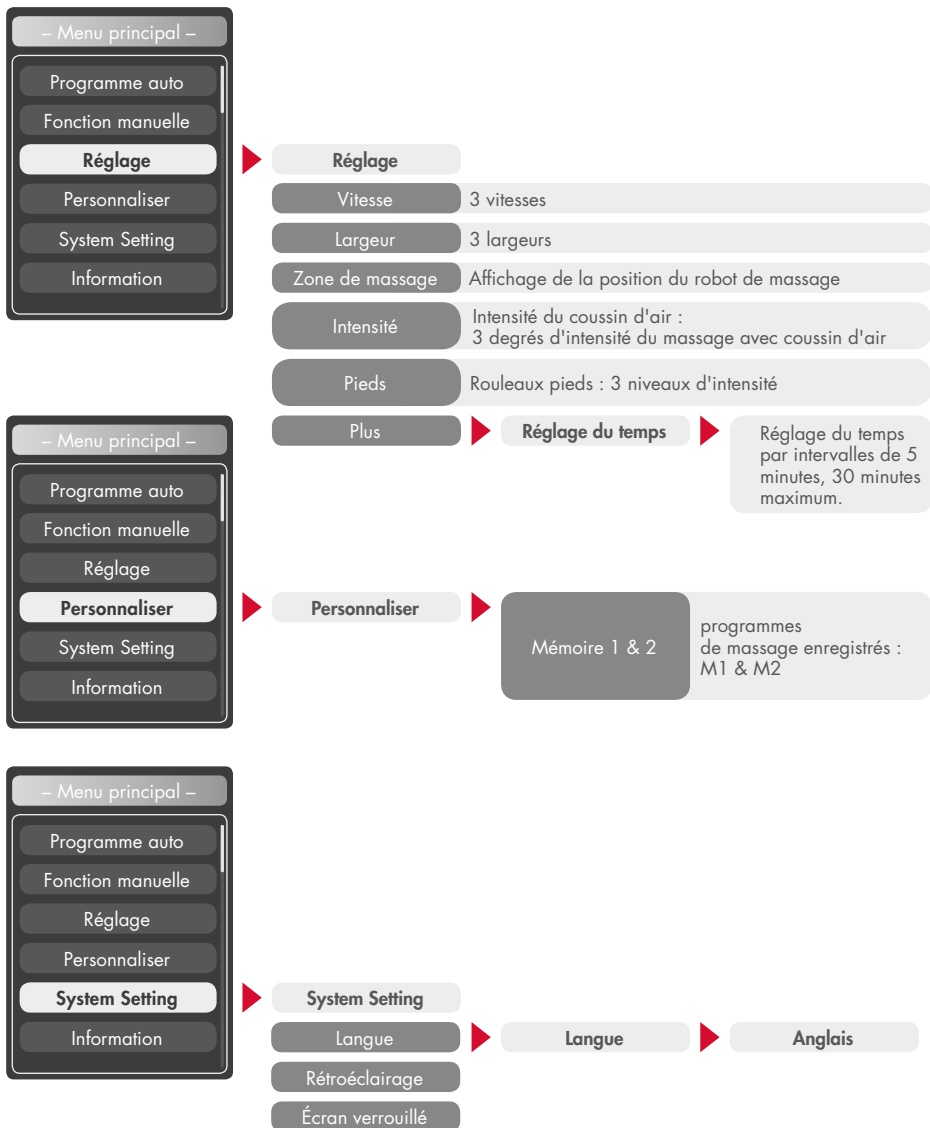 – Menu principal –
Programme auto
Fonction manuelle
Réglage
Personnaliser
System Setting
Information
Réglage
Vitesse
3 vitesses
Largeur
3 largeurs
Zone de massage
Affichage de la position du robot de massage
Intensité
Intensité du coussin d'air :
3 degrés d'intensité du massage avec coussin d'air
Pieds
Rouleaux pieds : 3 niveaux d'intensité
Plus
Réglage du temps
Réglage du temps
par intervalles de 5
minutes, 30 minutes
maximum.
– Menu principal –
Programme auto
Fonction manuelle
Réglage
Personnaliser
System Setting
Information
Personnaliser
Mémoire 1 & 2
programmes
de massage enregistrés :
M1 & M2
– Menu principal –
Programme auto
Fonction manuelle
Réglage
Personnaliser
System Setting
Information
System Setting
Langue
Langue
Anglais
Rétroéclairage
Écran verrouillé